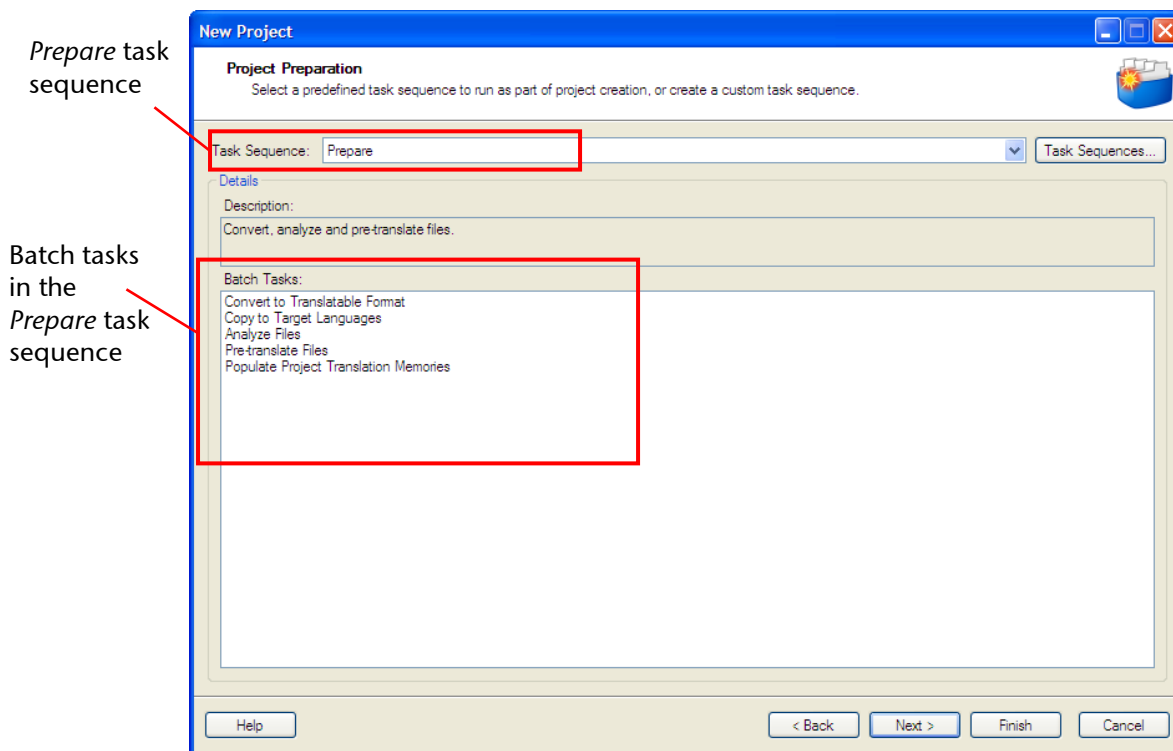 New Project
Prepare task
sequence
Project Preparation
Select a predefined task sequence to run as part of project creation, or create a custom task sequence.
Task Sequence: Prepare Task Sequences...
Details
Description:
Convert, analyze and pre-translate files.
Batch tasks
in the
Prepare task
sequence
Batch Tasks:
Convert to Translatable Format
Copy to Target Languages
Analyze Files
Pre-translate Files
Populate Project Translation Memories
Help < Back Next > Finish Cancel